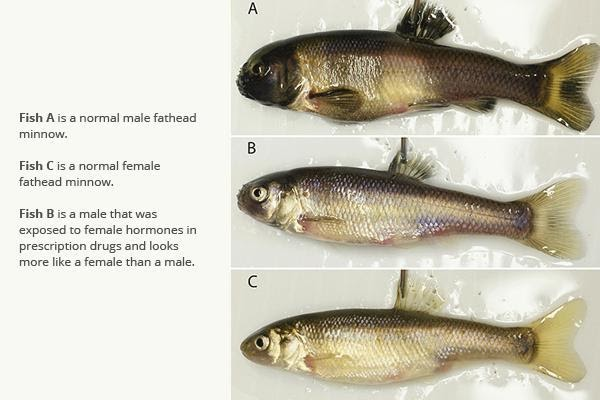 Fish A is a normal male fathead
minnow.
Fish C is a normal female
fathead minnow.
Fish B is a male that was
exposed to female hormones in
prescription drugs and looks
more like a female than a male.
A
B
C